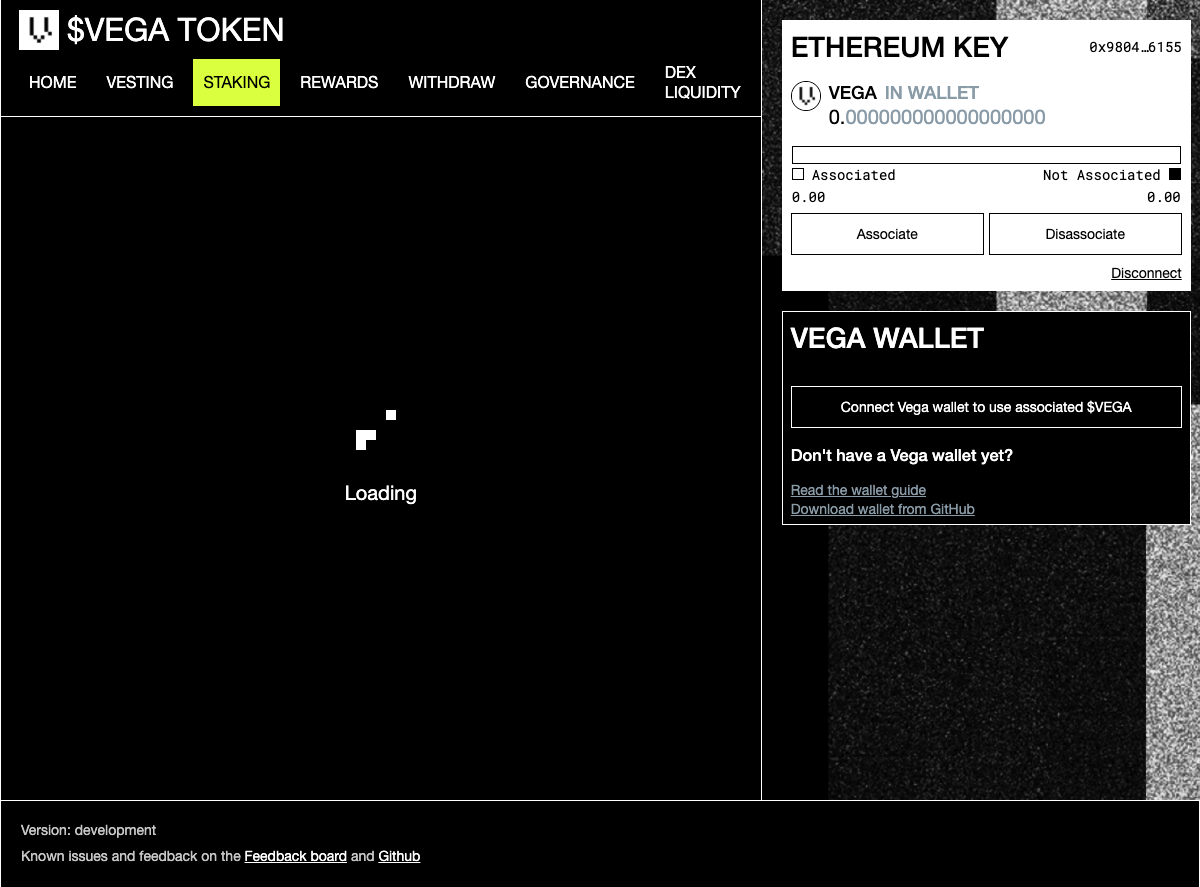 $VEGA TOKEN
HOME VESTING STAKING REWARDS WITHDRAW GOVERNANCE DEX
LIQUIDITY
Loading
ETHEREUM KEY 0x9804…6155
VEGA IN WALLET
0.000000000000000000
Associated Not Associated
0.00 0.00
Associate Disassociate
Disconnect
VEGA WALLET
Connect Vega wallet to use associated $VEGA
Don't have a Vega wallet yet?
Read the wallet guide
Download wallet from GitHub
Version: development
Known issues and feedback on the Feedback board and Github